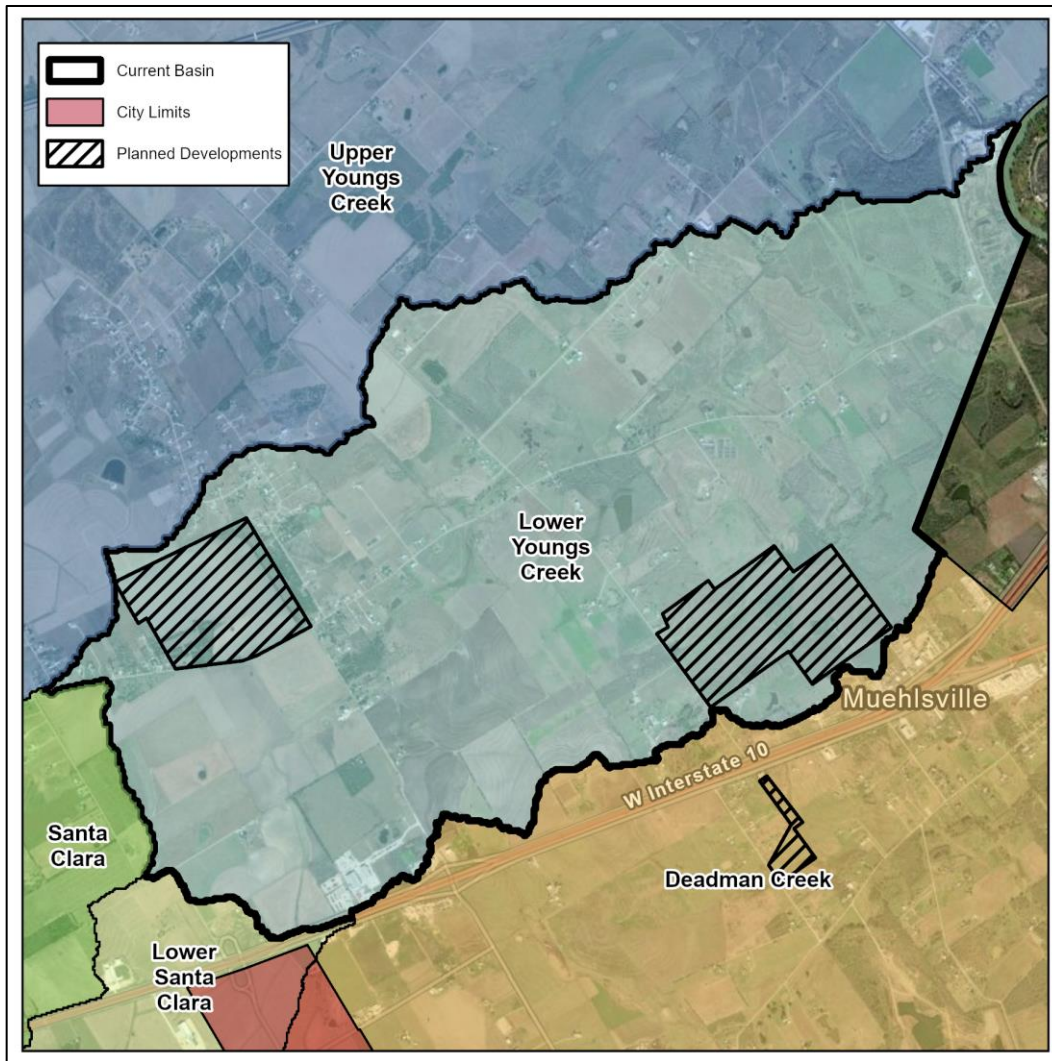 Current Basin
City Limits
Planned Developments
Upper
Youngs
Creek
Lower
Youngs
Creek
Muehlsville
W Interstate 10
Santa
Clara
Deadman Creek
Lower
Santa
Clara